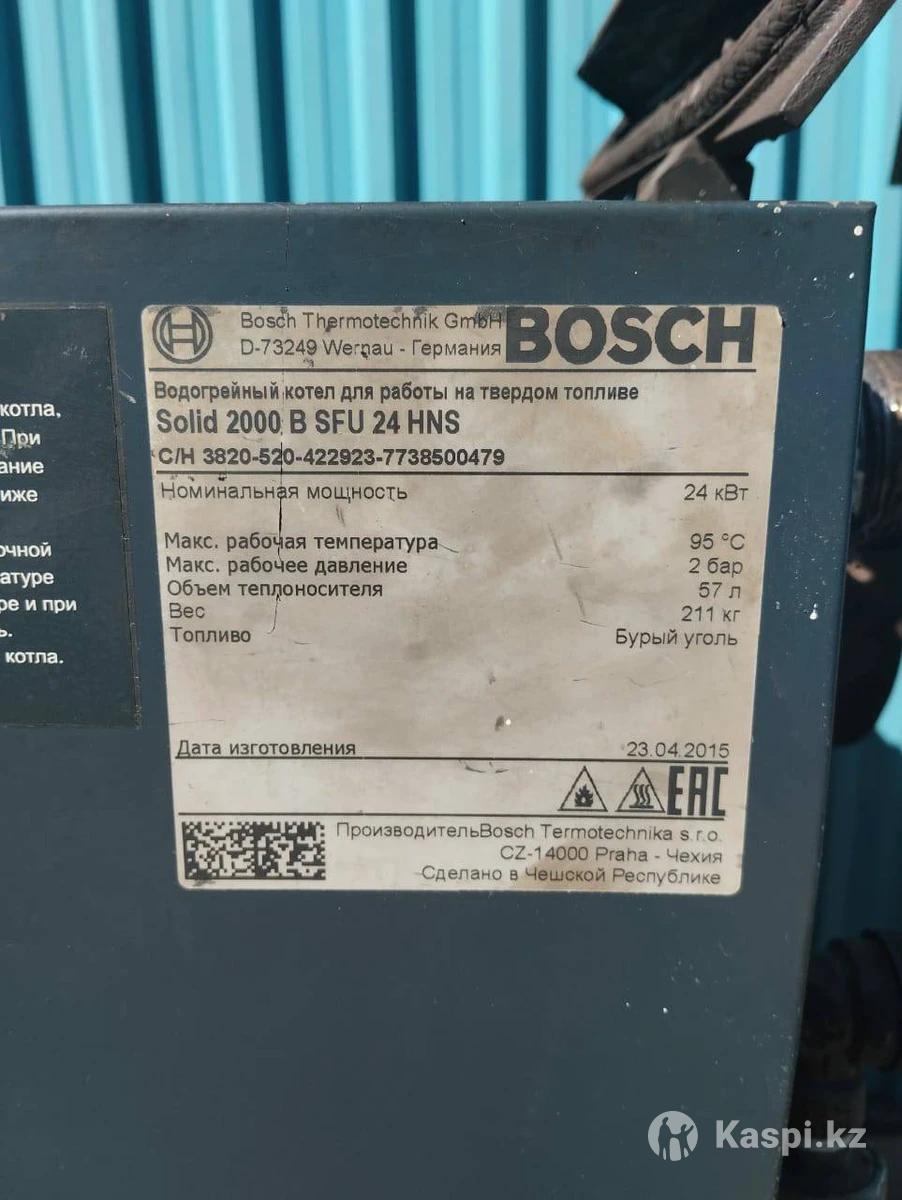 котла,
При
ание
иже
очной
атуре
ре и при
ь.
котла.
Bosch Thermotechnik GmbH
D-73249 Wernau - Германия
BOSCH
Водогрейный котел для работы на твердом топливе
Solid 2000 B SFU 24 HNS
С/Н 3820-520-422923-7738500479
Номинальная мощность 24 кВт
Макс. рабочая температура 95 °C
Макс. рабочее давление 2 бар
Объем теплоносителя 57 л
Вес 211 кг
Топливо Бурый уголь
Дата изготовления 23.04.2015
EAC
ПроизводительBosch Termotechnika s.r.o.
CZ-14000 Praha - Чехия
Сделано в Чешской Республике
Kaspi.kz